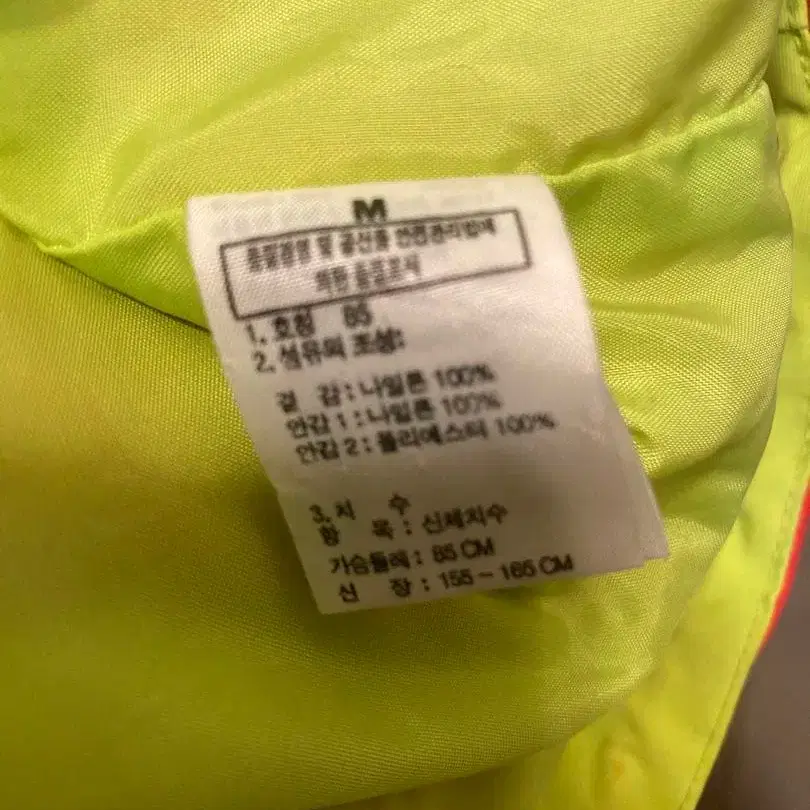 M
품질경영 및 공산품 안전관리법에
의한 품질표시
1. 호칭 85
2. 섬유의 조성:
겉 감 : 나일론 100%
안감 1 : 나일론 100%
안감 2 : 폴리에스터 100%
3. 치 수
항 목 : 신체치수
가슴둘레 : 85 CM
신 장 : 155 ~ 165 CM